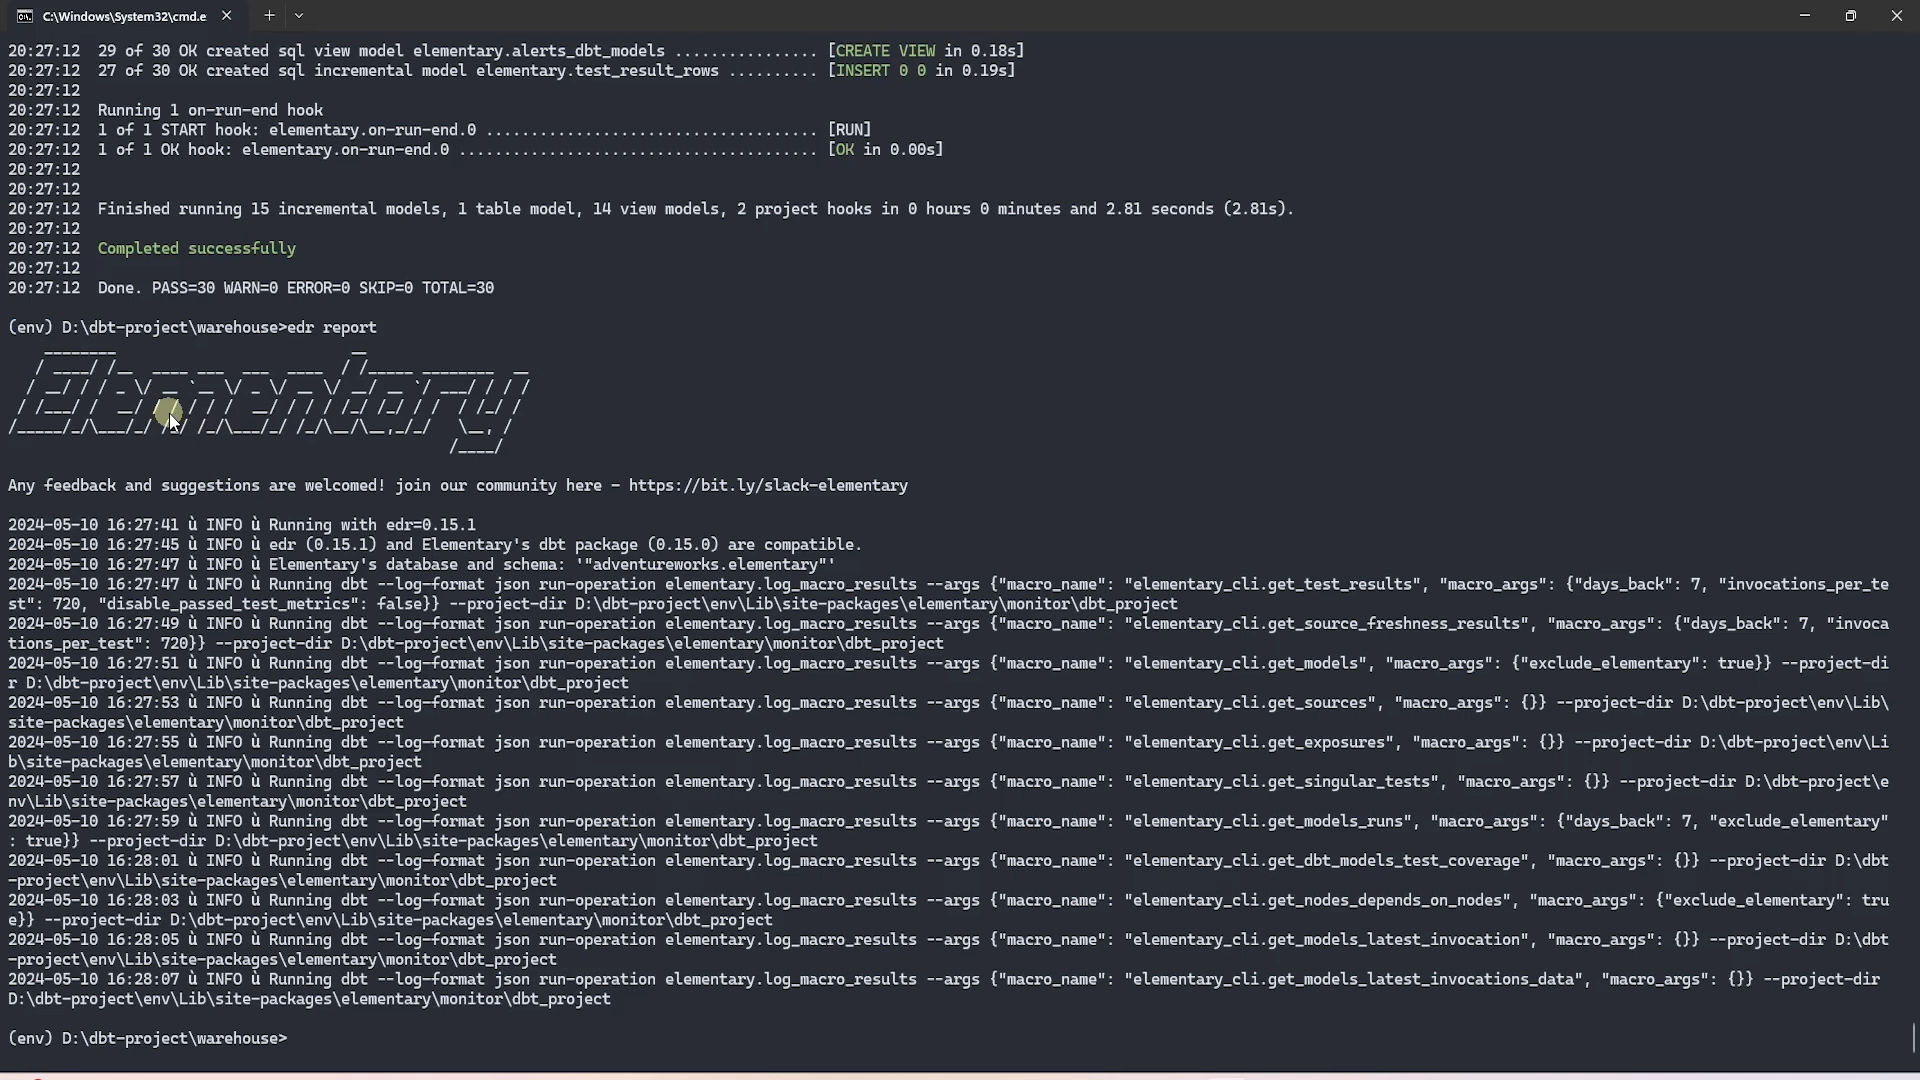 C:\Windows\System32\cmd.e
20:27:12  29 of 30 OK created sql view model elementary.alerts_dbt_models ................ [CREATE VIEW in 0.18s]
20:27:12  27 of 30 OK created sql incremental model elementary.test_result_rows .......... [INSERT 0 0 in 0.19s]
20:27:12
20:27:12  Running 1 on-run-end hook
20:27:12  1 of 1 START hook: elementary.on-run-end.0 ..................................... [RUN]
20:27:12  1 of 1 OK hook: elementary.on-run-end.0 ........................................ [OK in 0.00s]
20:27:12
20:27:12
20:27:12  Finished running 15 incremental models, 1 table model, 14 view models, 2 project hooks in 0 hours 0 minutes and 2.81 seconds (2.81s).
20:27:12
20:27:12  Completed successfully
20:27:12
20:27:12  Done. PASS=30 WARN=0 ERROR=0 SKIP=0 TOTAL=30
(env) D:\dbt-project\warehouse>edr report
Elementary
Any feedback and suggestions are welcomed! join our community here - https://bit.ly/slack-elementary
2024-05-10 16:27:41 ù INFO ù Running with edr=0.15.1
2024-05-10 16:27:45 ù INFO ù edr (0.15.1) and Elementary's dbt package (0.15.0) are compatible.
2024-05-10 16:27:47 ù INFO ù Elementary's database and schema: '"adventureworks.elementary"'
2024-05-10 16:27:47 ù INFO ù Running dbt --log-format json run-operation elementary.log_macro_results --args {"macro_name": "elementary_cli.get_test_results", "macro_args": {"days_back": 7, "invocations_per_te
st": 720, "disable_passed_test_metrics": false}} --project-dir D:\dbt-project\env\Lib\site-packages\elementary\monitor\dbt_project
2024-05-10 16:27:49 ù INFO ù Running dbt --log-format json run-operation elementary.log_macro_results --args {"macro_name": "elementary_cli.get_source_freshness_results", "macro_args": {"days_back": 7, "invoca
tions_per_test": 720}} --project-dir D:\dbt-project\env\Lib\site-packages\elementary\monitor\dbt_project
2024-05-10 16:27:51 ù INFO ù Running dbt --log-format json run-operation elementary.log_macro_results --args {"macro_name": "elementary_cli.get_models", "macro_args": {"exclude_elementary": true}} --project-di
r D:\dbt-project\env\Lib\site-packages\elementary\monitor\dbt_project
2024-05-10 16:27:53 ù INFO ù Running dbt --log-format json run-operation elementary.log_macro_results --args {"macro_name": "elementary_cli.get_sources", "macro_args": {}} --project-dir D:\dbt-project\env\Lib\
site-packages\elementary\monitor\dbt_project
2024-05-10 16:27:55 ù INFO ù Running dbt --log-format json run-operation elementary.log_macro_results --args {"macro_name": "elementary_cli.get_exposures", "macro_args": {}} --project-dir D:\dbt-project\env\Li
b\site-packages\elementary\monitor\dbt_project
2024-05-10 16:27:57 ù INFO ù Running dbt --log-format json run-operation elementary.log_macro_results --args {"macro_name": "elementary_cli.get_singular_tests", "macro_args": {}} --project-dir D:\dbt-project\e
nv\Lib\site-packages\elementary\monitor\dbt_project
2024-05-10 16:27:59 ù INFO ù Running dbt --log-format json run-operation elementary.log_macro_results --args {"macro_name": "elementary_cli.get_models_runs", "macro_args": {"days_back": 7, "exclude_elementary"
: true}} --project-dir D:\dbt-project\env\Lib\site-packages\elementary\monitor\dbt_project
2024-05-10 16:28:01 ù INFO ù Running dbt --log-format json run-operation elementary.log_macro_results --args {"macro_name": "elementary_cli.get_dbt_models_test_coverage", "macro_args": {}} --project-dir D:\dbt
-project\env\Lib\site-packages\elementary\monitor\dbt_project
2024-05-10 16:28:03 ù INFO ù Running dbt --log-format json run-operation elementary.log_macro_results --args {"macro_name": "elementary_cli.get_nodes_depends_on_nodes", "macro_args": {"exclude_elementary": tru
e}} --project-dir D:\dbt-project\env\Lib\site-packages\elementary\monitor\dbt_project
2024-05-10 16:28:05 ù INFO ù Running dbt --log-format json run-operation elementary.log_macro_results --args {"macro_name": "elementary_cli.get_models_latest_invocation", "macro_args": {}} --project-dir D:\dbt
-project\env\Lib\site-packages\elementary\monitor\dbt_project
2024-05-10 16:28:07 ù INFO ù Running dbt --log-format json run-operation elementary.log_macro_results --args {"macro_name": "elementary_cli.get_models_latest_invocations_data", "macro_args": {}} --project-dir
D:\dbt-project\env\Lib\site-packages\elementary\monitor\dbt_project
(env) D:\dbt-project\warehouse>